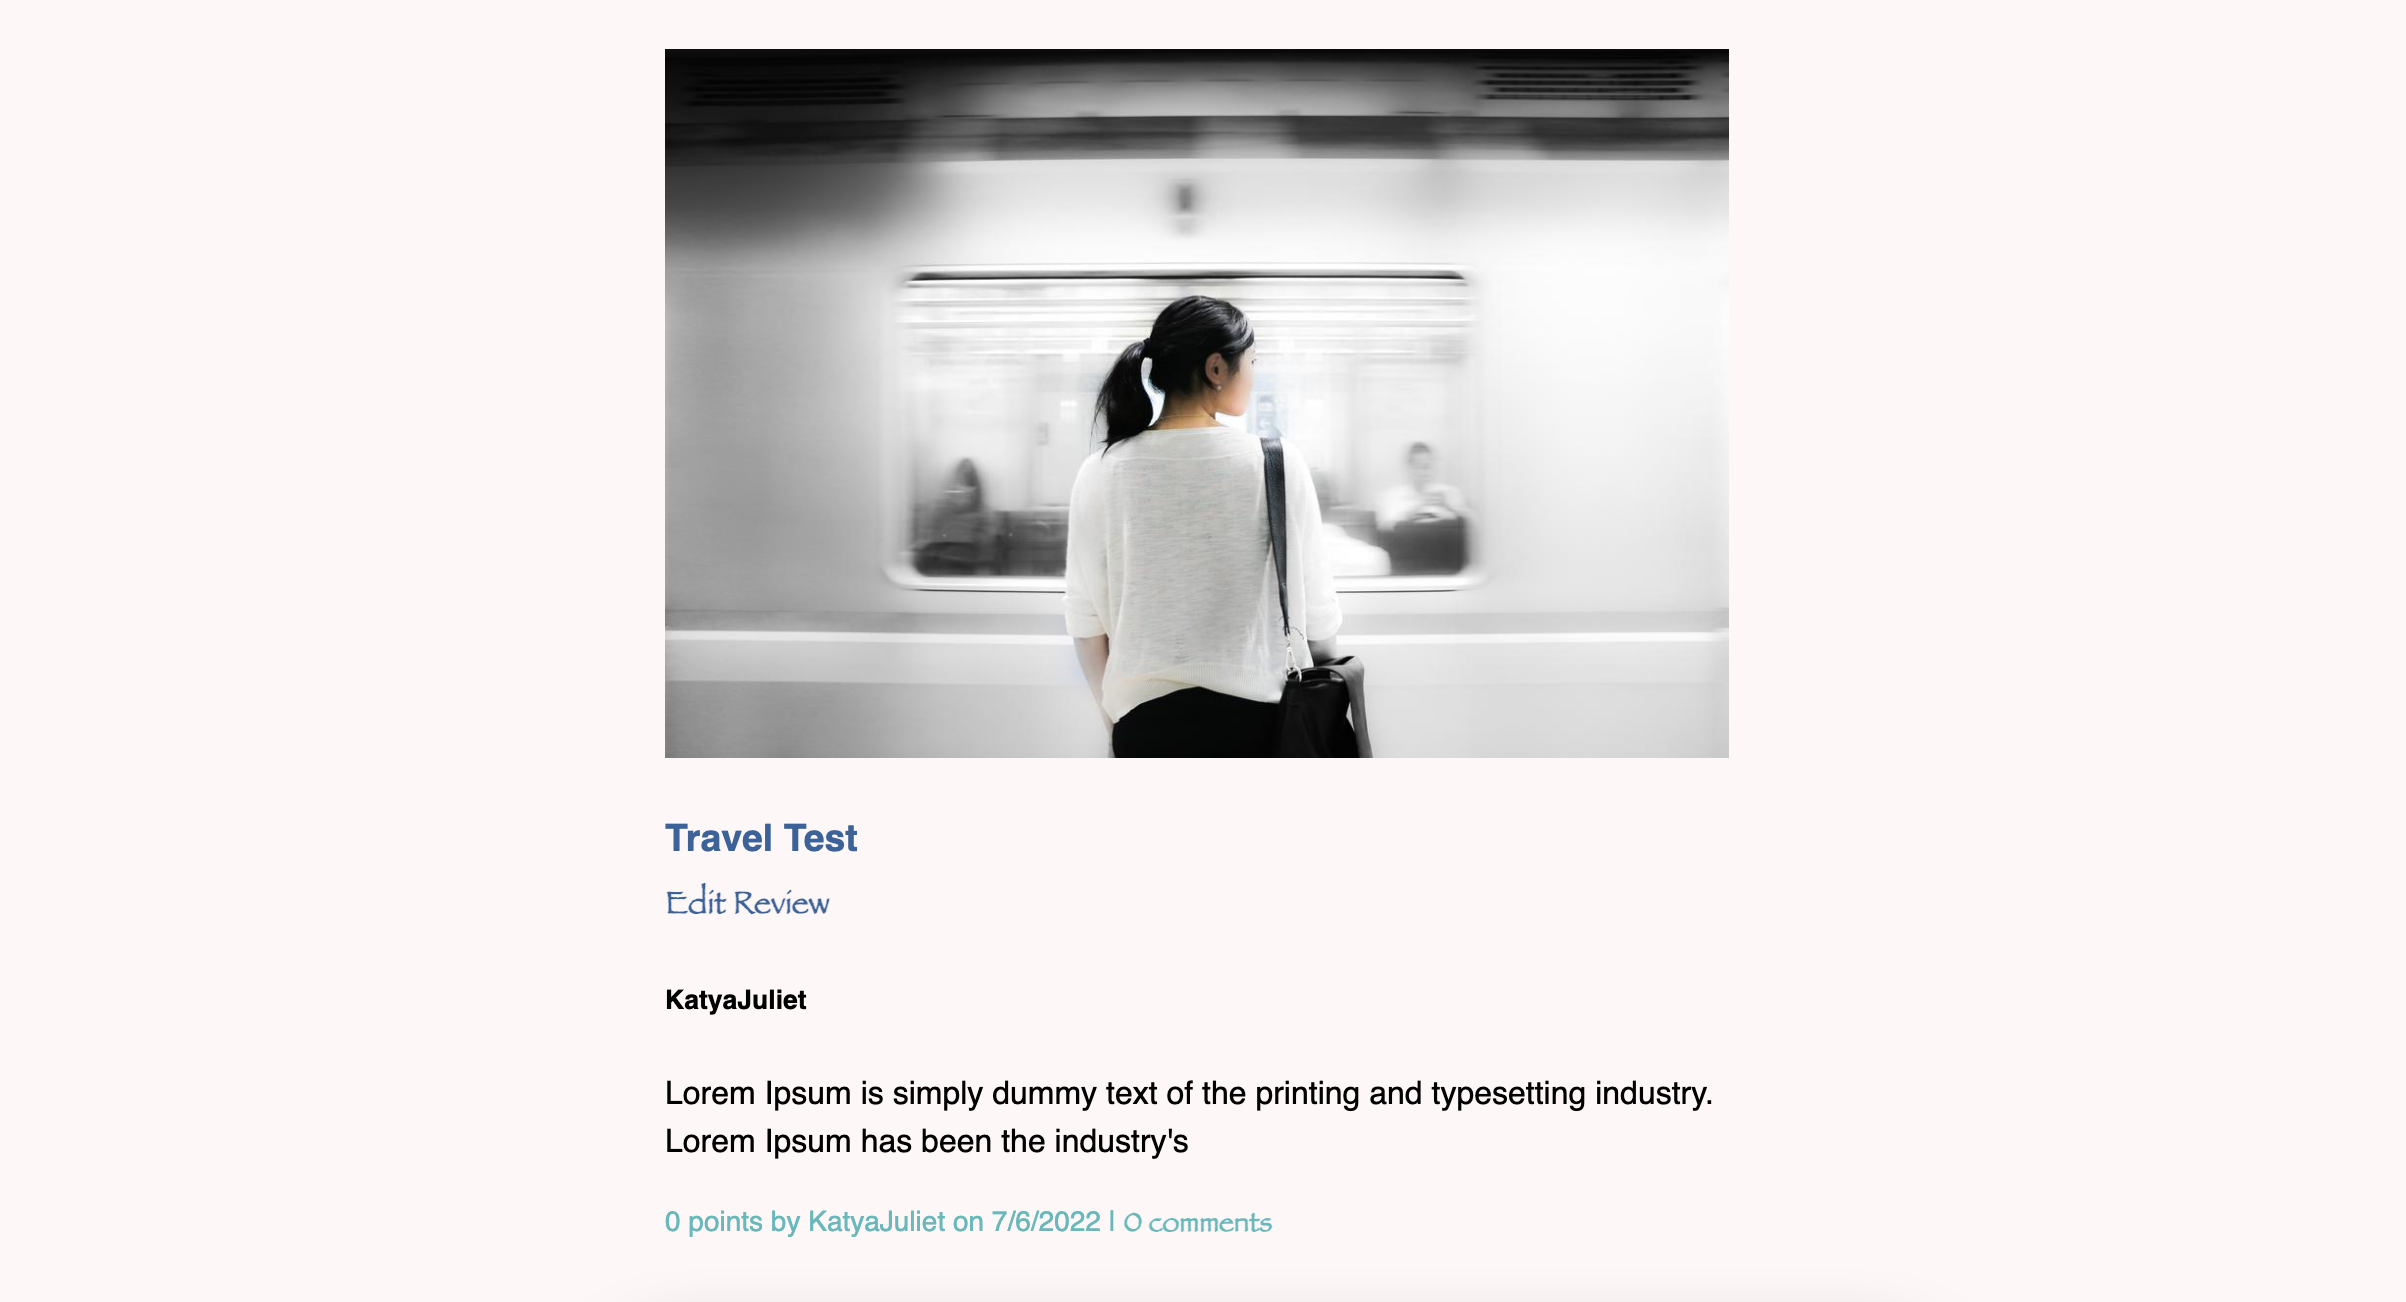 Travel Test
Edit Review
KatyaJuliet
Lorem Ipsum is simply dummy text of the printing and typesetting industry.
Lorem Ipsum has been the industry's
0 points by KatyaJuliet on 7/6/2022 | 0 comments